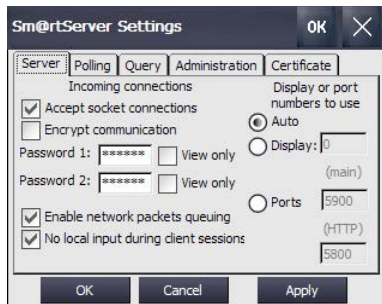 Sm@rtServer Settings OK
Server Polling Query Administration Certificate
Incoming connections
Accept socket connections
Encrypt communication
Password 1: ****** View only
Password 2: ****** View only
Enable network packets queuing
No local input during client sessions
Display or port
numbers to use
Auto
Display: 0
(main)
Ports 5900
(HTTP)
5800
OK Cancel Apply